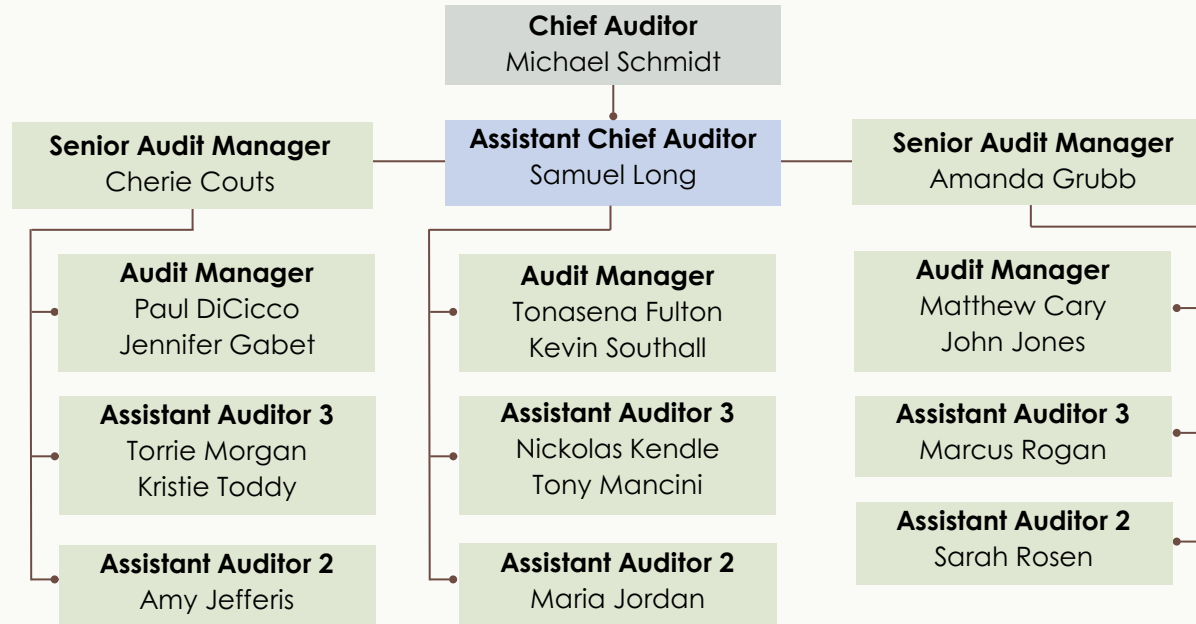 Chief Auditor
Michael Schmidt
Senior Audit Manager
Cherie Couts
Assistant Chief Auditor
Samuel Long
Senior Audit Manager
Amanda Grubb
Audit Manager
Paul DiCicco
Jennifer Gabet
Audit Manager
Tonasena Fulton
Kevin Southall
Audit Manager
Matthew Cary
John Jones
Assistant Auditor 3
Torrie Morgan
Kristie Toddy
Assistant Auditor 3
Nickolas Kendle
Tony Mancini
Assistant Auditor 3
Marcus Rogan
Assistant Auditor 2
Amy Jefferis
Assistant Auditor 2
Maria Jordan
Assistant Auditor 2
Sarah Rosen